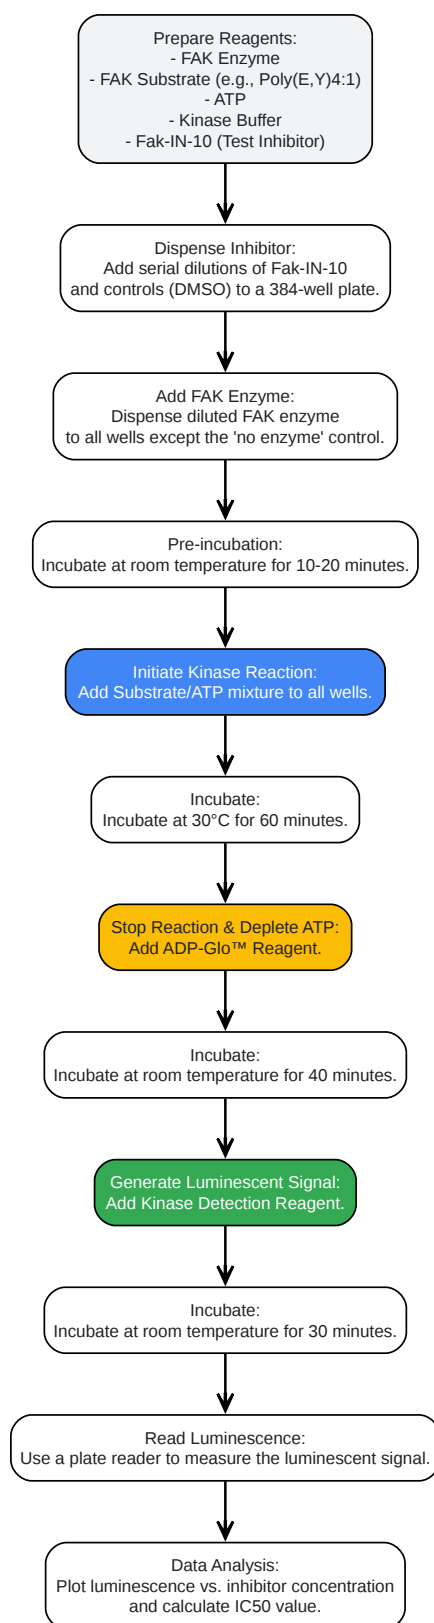 Prepare Reagents:
- FAK Enzyme
- FAK Substrate (e.g., Poly(E,Y)4:1)
- ATP
- Kinase Buffer
- Fak-IN-10 (Test Inhibitor)
Dispense Inhibitor:
Add serial dilutions of Fak-IN-10
and controls (DMSO) to a 384-well plate.
Add FAK Enzyme:
Dispense diluted FAK enzyme
to all wells except the 'no enzyme' control.
Pre-incubation:
Incubate at room temperature for 10-20 minutes.
Initiate Kinase Reaction:
Add Substrate/ATP mixture to all wells.
Incubate:
Incubate at 30°C for 60 minutes.
Stop Reaction & Deplete ATP:
Add ADP-Glo™ Reagent.
Incubate:
Incubate at room temperature for 40 minutes.
Generate Luminescent Signal:
Add Kinase Detection Reagent.
Incubate:
Incubate at room temperature for 30 minutes.
Read Luminescence:
Use a plate reader to measure the luminescent signal.
Data Analysis:
Plot luminescence vs. inhibitor concentration
and calculate IC50 value.